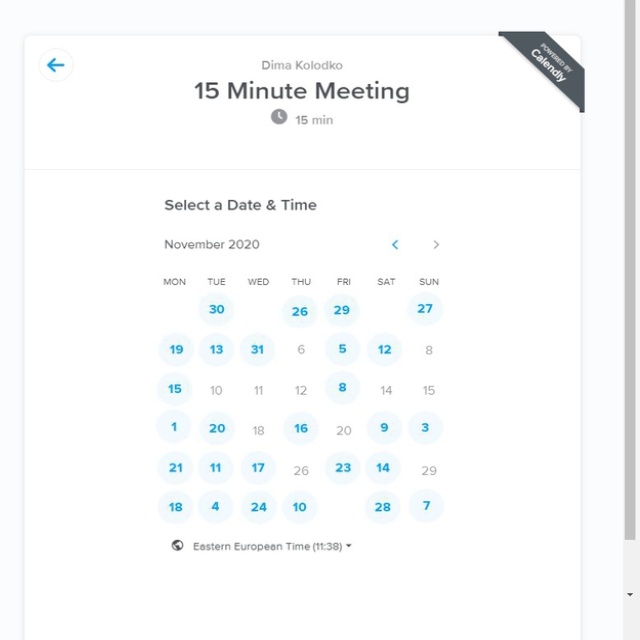 POWERED BY
Calendly
Dima Kolodko
15 Minute Meeting
15 min
Select a Date & Time
November 2020
MON TUE WED THU FRI SAT SUN
30 26 29 27
19 13 31 6 5 12 8
15 10 11 12 8 14 15
1 20 18 16 20 9 3
21 11 17 26 23 14 29
18 4 24 10 28 7
Eastern European Time (11:38)